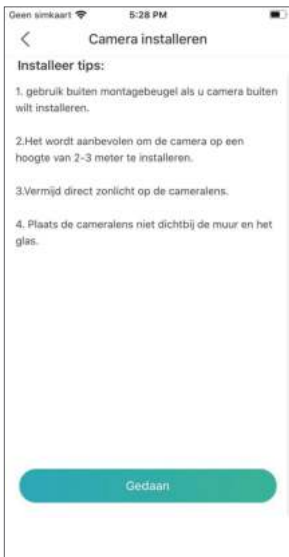 Geen simkaart 5:28 PM
Camera installeren
Installeer tips:
1. gebruik buiten montagebeugel als u camera buiten
wilt installeren.
2.Het wordt aanbevolen om de camera op een
hoogte van 2-3 meter te installeren.
3.Vermijd direct zonlicht op de cameralens.
4. Plaats de cameralens niet dichtbij de muur en het
glas.
Gedaan